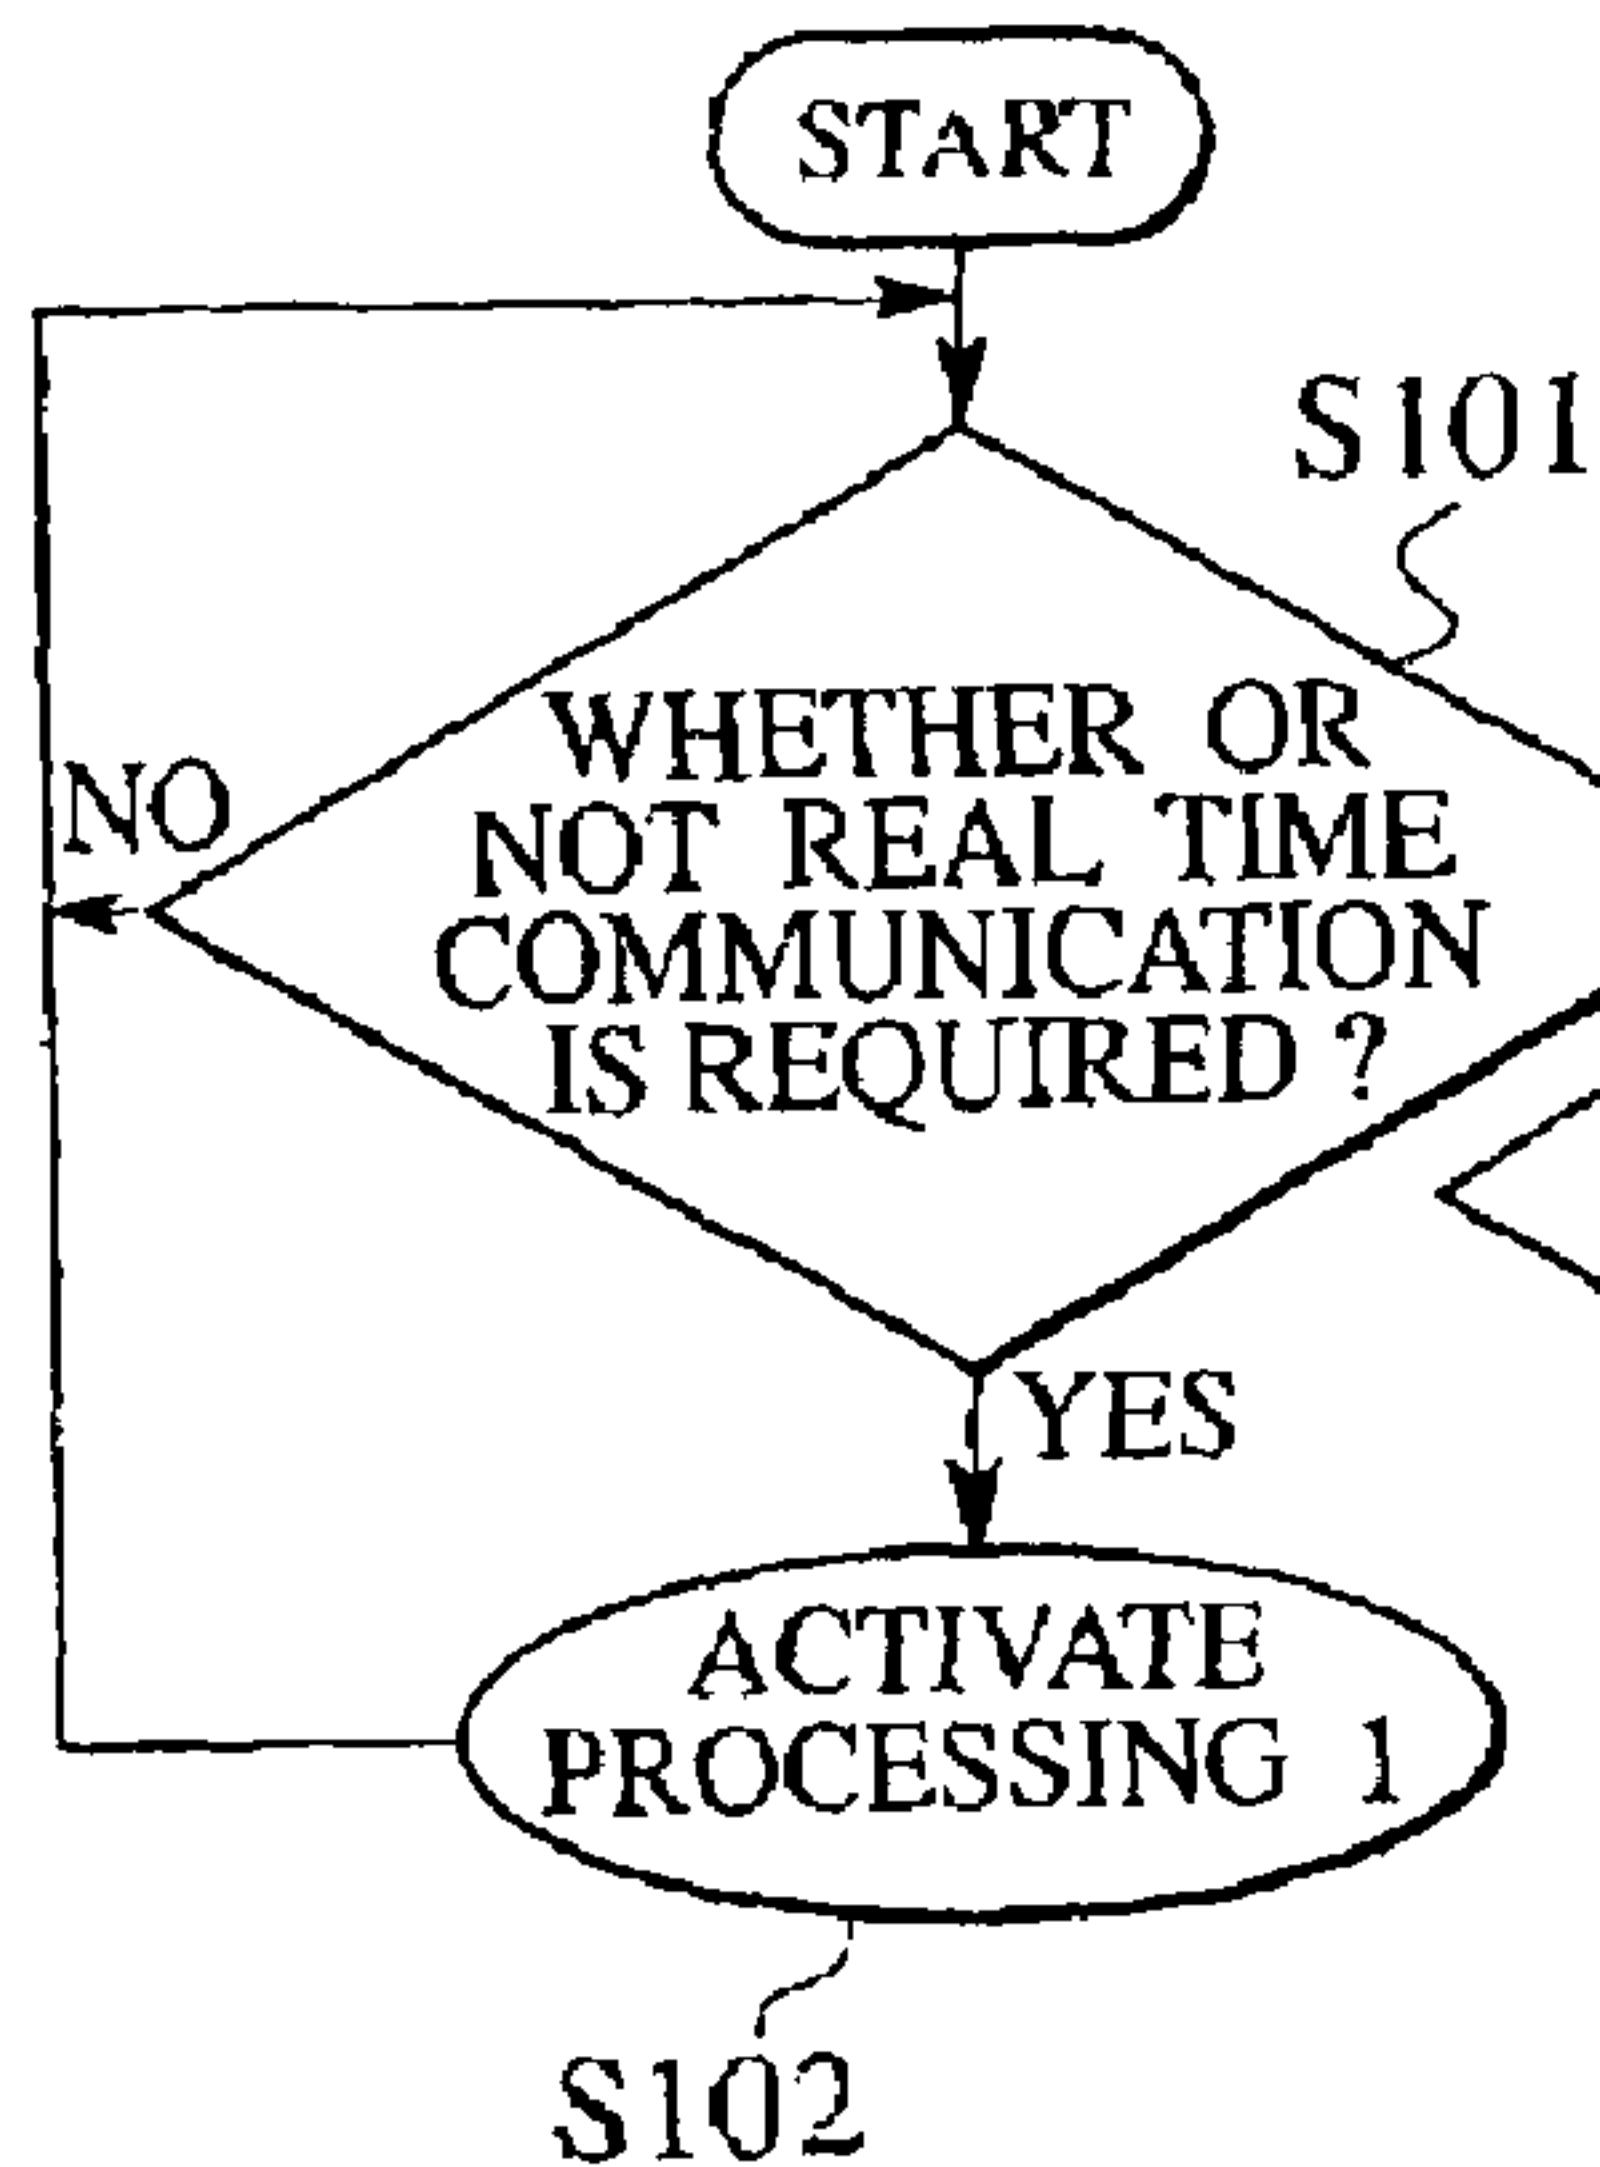 START
S101
WHETHER OR
NOT REAL TIME
COMMUNICATION
IS REQUIRED ?
NO
YES
ACTIVATE
PROCESSING 1
S102